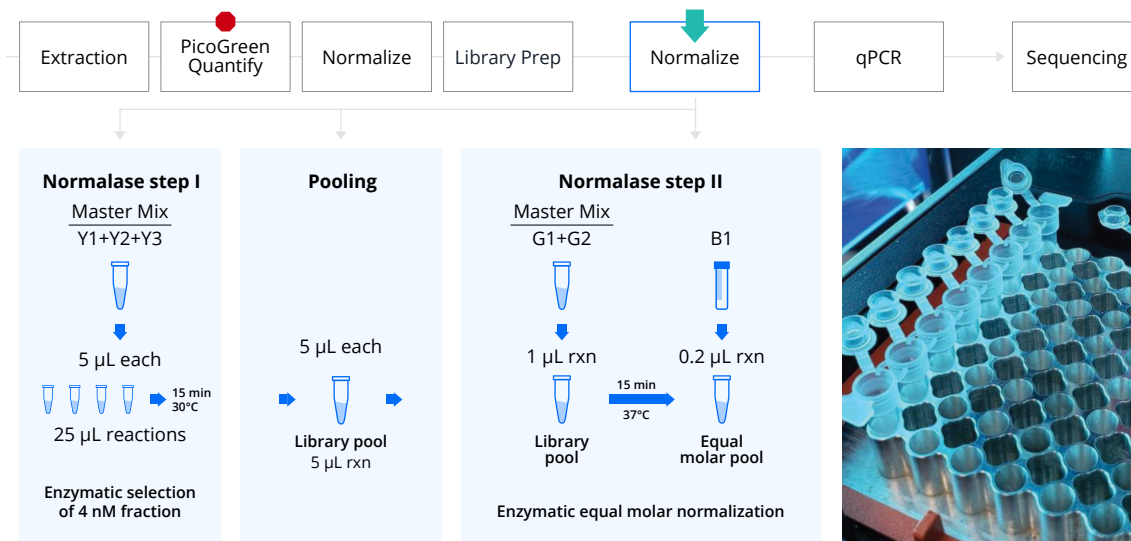 Extraction
PicoGreen
Quantify
Normalize
Library Prep
Normalize
qPCR
Sequencing
Normalase step I
Master Mix
Y1+Y2+Y3
5 µL each
15 min
30°C
25 µL reactions
Enzymatic selection
of 4 nM fraction
Pooling
5 µL each
Library pool
5 µL rxn
Normalase step II
Master Mix
G1+G2
B1
1 µL rxn
0.2 µL rxn
15 min
37°C
Library
pool
Equal
molar pool
Enzymatic equal molar normalization